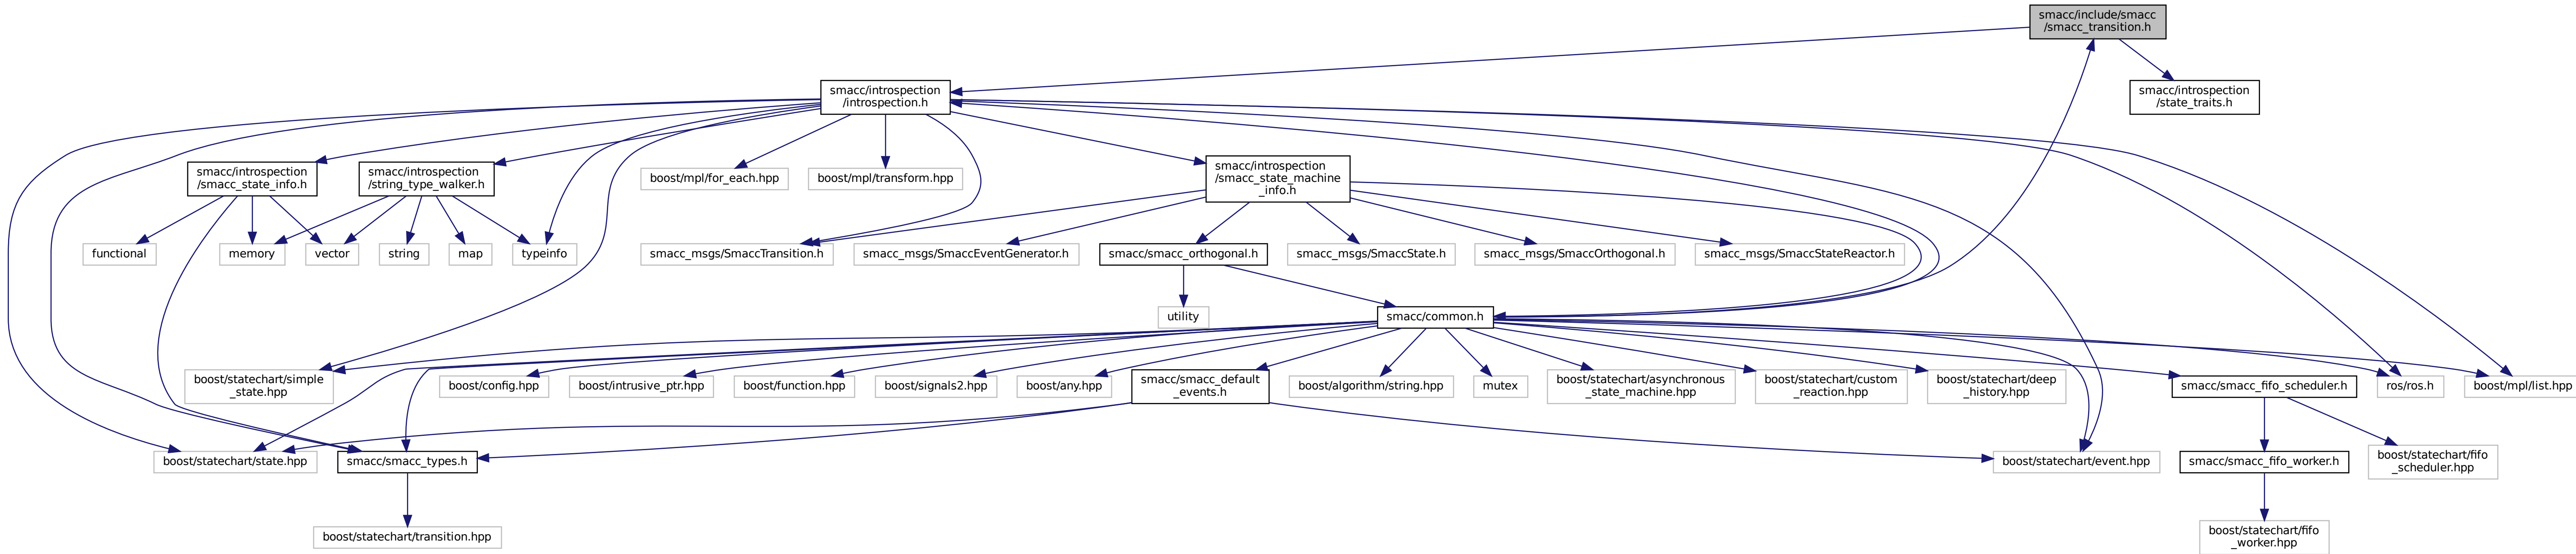 smacc/include/smacc
/smacc_transition.h
smacc/introspection
/introspection.h
smacc/introspection
/state_traits.h
smacc/introspection
/smacc_state_info.h
smacc/introspection
/string_type_walker.h
boost/mpl/for_each.hpp
boost/mpl/transform.hpp
smacc/introspection
/smacc_state_machine
_info.h
functional
memory
vector
string
map
typeinfo
smacc_msgs/SmaccTransition.h
smacc_msgs/SmaccEventGenerator.h
smacc/smacc_orthogonal.h
smacc_msgs/SmaccState.h
smacc_msgs/SmaccOrthogonal.h
smacc_msgs/SmaccStateReactor.h
utility
smacc/common.h
boost/statechart/simple
_state.hpp
boost/config.hpp
boost/intrusive_ptr.hpp
boost/function.hpp
boost/signals2.hpp
boost/any.hpp
smacc/smacc_default
_events.h
boost/algorithm/string.hpp
mutex
boost/statechart/asynchronous
_state_machine.hpp
boost/statechart/custom
_reaction.hpp
boost/statechart/deep
_history.hpp
smacc/smacc_fifo_scheduler.h
ros/ros.h
boost/mpl/list.hpp
boost/statechart/state.hpp
smacc/smacc_types.h
boost/statechart/event.hpp
smacc/smacc_fifo_worker.h
boost/statechart/fifo
_scheduler.hpp
boost/statechart/transition.hpp
boost/statechart/fifo
_worker.hpp